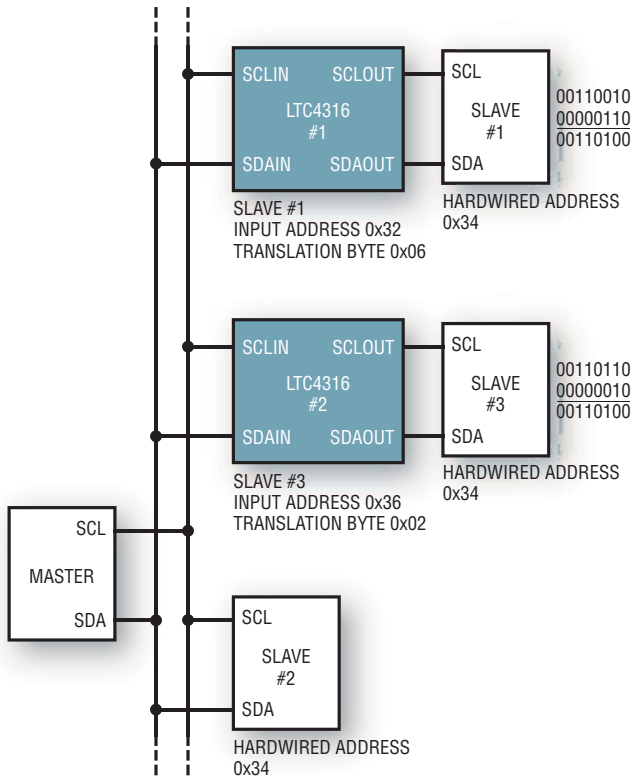 SCLIN SCLOUT
LTC4316
#1
SDAIN SDAOUT
SCL
SLAVE
#1
SDA
00110010
00000110
00110100
SLAVE #1
INPUT ADDRESS 0x32
TRANSLATION BYTE 0x06
HARDWIRED ADDRESS
0x34
SCLIN SCLOUT
LTC4316
#2
SDAIN SDAOUT
SCL
SLAVE
#3
SDA
00110110
00000010
00110100
SLAVE #3
INPUT ADDRESS 0x36
TRANSLATION BYTE 0x02
HARDWIRED ADDRESS
0x34
SCL
MASTER
SDA
SCL
SLAVE
#2
SDA
HARDWIRED ADDRESS
0x34